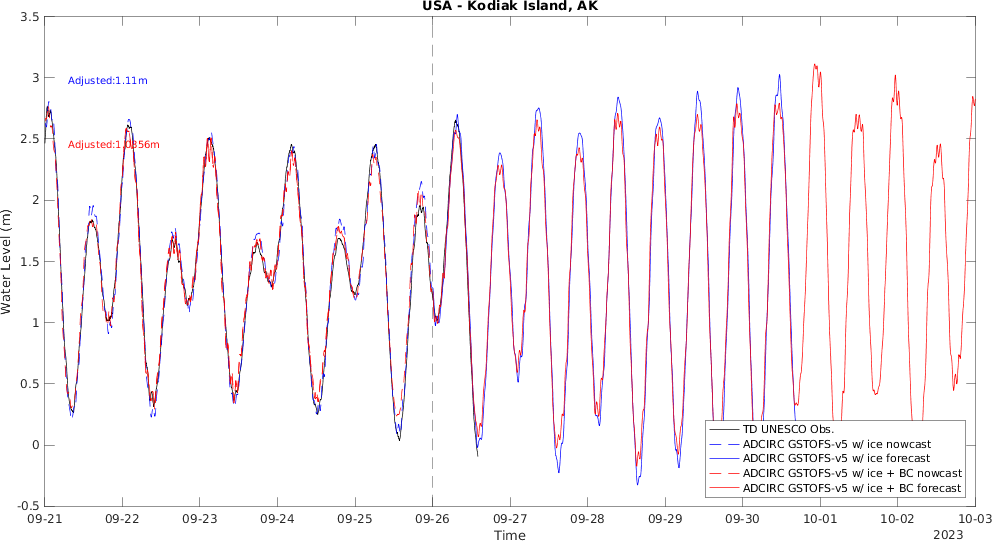 USA - Kodiak Island, AK
3.5
3
2.5
2
1.5
1
0.5
0
-0.5
Water Level (m)
Adjusted:1.11m
Adjusted:1.0356m
TD UNESCO Obs.
ADCIRC GSTOFS-v5 w/ ice nowcast
ADCIRC GSTOFS-v5 w/ ice forecast
ADCIRC GSTOFS-v5 w/ ice + BC nowcast
ADCIRC GSTOFS-v5 w/ ice + BC forecast
09-21 09-22 09-23 09-24 09-25 09-26 09-27 09-28 09-29 09-30 10-01 10-02 10-03
Time
2023